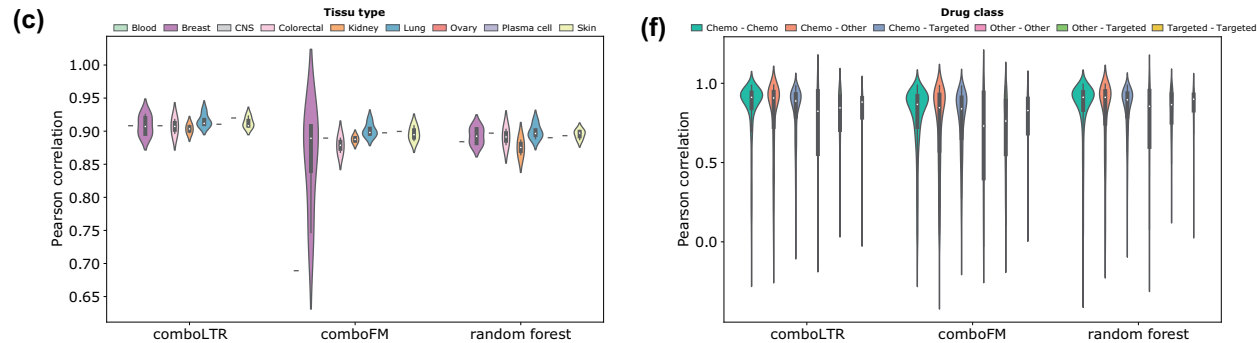 (c)
Tissu type
Blood Breast CNS Colorectal Kidney Lung Ovary Plasma cell Skin
Pearson correlation
1.00
0.95
0.90
0.85
0.80
0.75
0.70
0.65
comboLTR comboFM random forest
(f)
Drug class
Chemo - Chemo Chemo - Other Chemo - Targeted Other - Other Other - Targeted Targeted - Targeted
Pearson correlation
1.0
0.5
0.0
comboLTR comboFM random forest